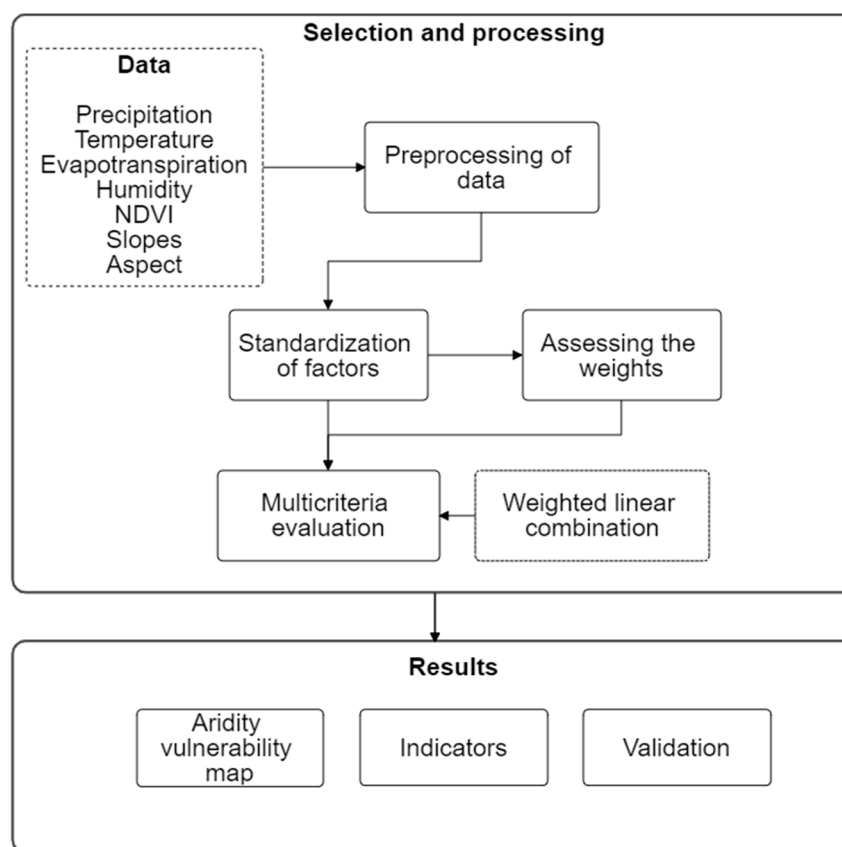 Selection and processing
Data
Precipitation
Temperature
Evapotranspiration
Humidity
NDVI
Slopes
Aspect
Preprocessing of
data
Standardization
of factors
Assessing the
weights
Multicriteria
evaluation
Weighted linear
combination
Results
Aridity
vulnerability
map
Indicators
Validation